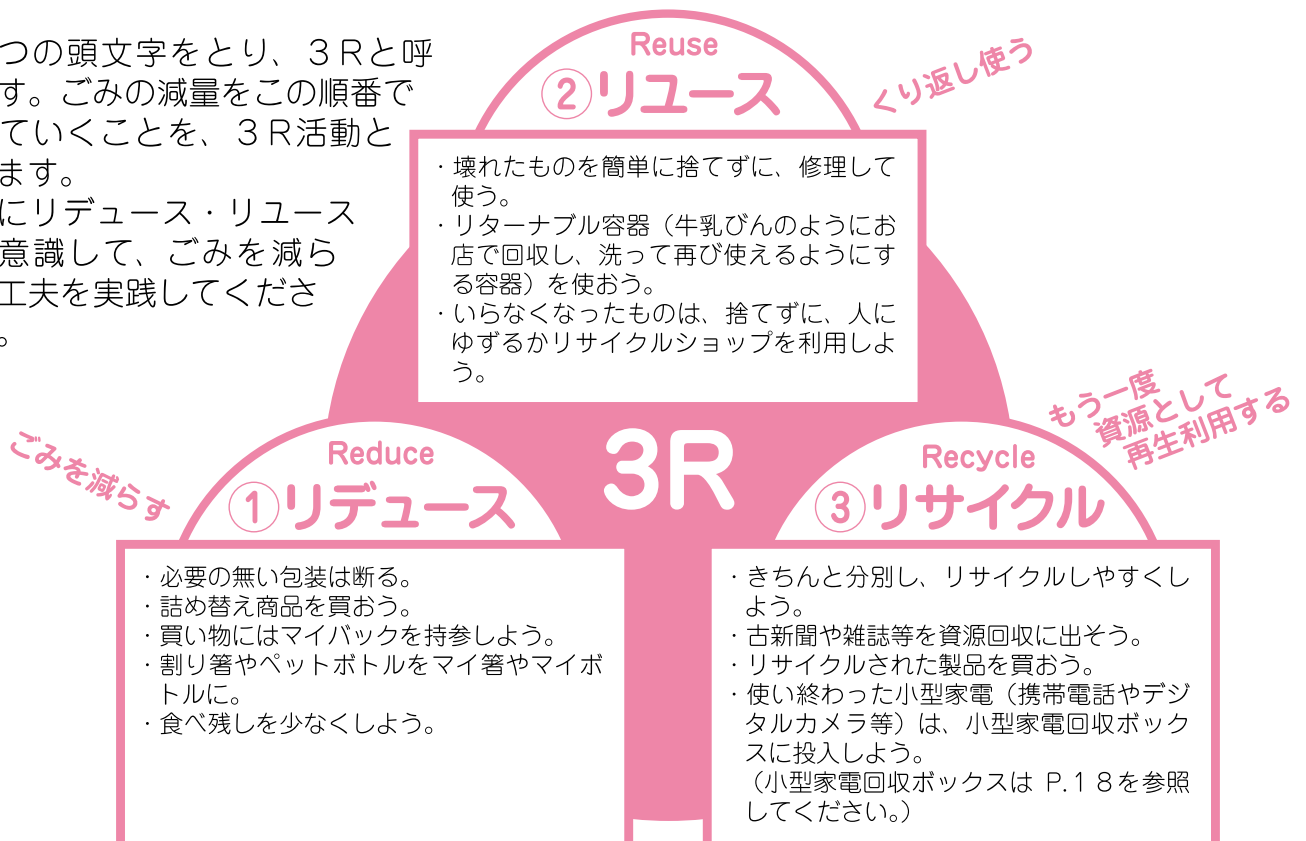 つの頭文字をとり、３Ｒと呼
す。ごみの減量をこの順番で
ていくことを、３Ｒ活動と
ます。
にリデュース・リユース
意識して、ごみを減ら
工夫を実践してくださ
。
Reuse
②リユース
くり返し使う
・壊れたものを簡単に捨てずに、修理して
使う。
・リターナブル容器（牛乳びんのようにお
店で回収し、洗って再び使えるようにす
る容器）を使おう。
・いらなくなったものは、捨てずに、人に
ゆずるかリサイクルショップを利用しよ
う。
3R
ごみを減らす
Reduce
①リデュース
・必要の無い包装は断る。
・詰め替え商品を買おう。
・買い物にはマイバックを持参しよう。
・割り箸やペットボトルをマイ箸やマイボ
トルに。
・食べ残しを少なくしよう。
もう一度
資源として
再生利用する
Recycle
③リサイクル
・きちんと分別し、リサイクルしやすくし
よう。
・古新聞や雑誌等を資源回収に出そう。
・リサイクルされた製品を買おう。
・使い終わった小型家電（携帯電話やデジ
タルカメラ等）は、小型家電回収ボック
スに投入しよう。
（小型家電回収ボックスは P.１８を参照
してください。）